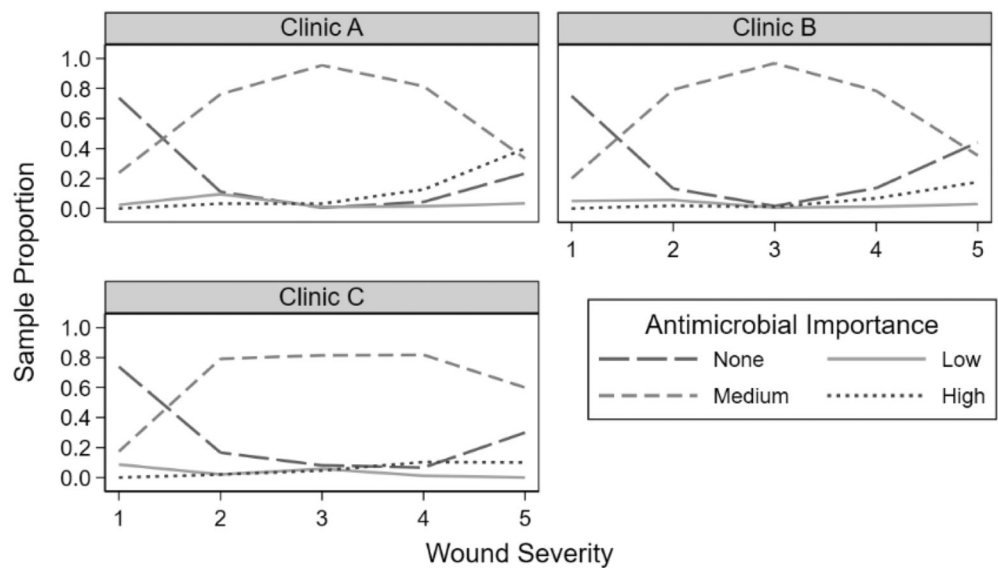 Clinic A
Clinic B
1.0
0.8
0.6
0.4
0.2
0.0
1 2 3 4 5
Clinic C
1.0
0.8
0.6
0.4
0.2
0.0
1 2 3 4 5
Sample Proportion
Wound Severity
Antimicrobial Importance
None Low
Medium High